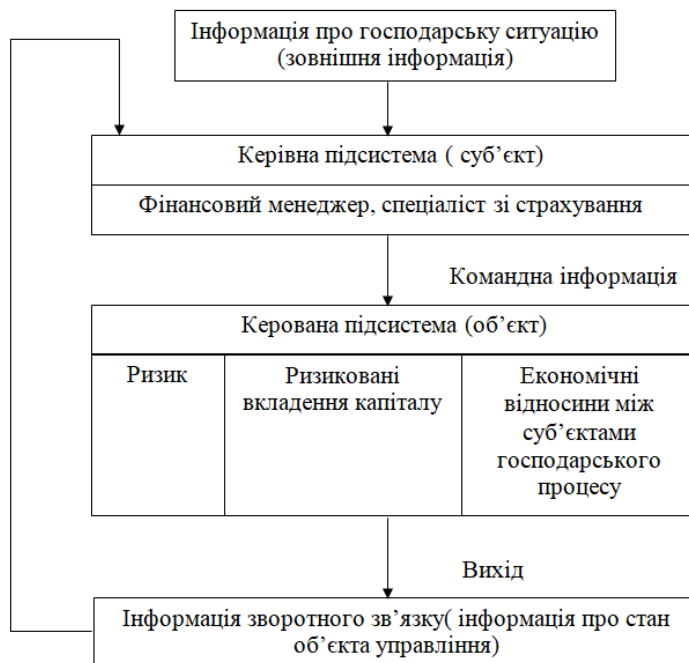 Інформація про господарську ситуацію
(зовнішня інформація)
Керівна підсистема ( суб’єкт)
Фінансовий менеджер, спеціаліст зі страхування
Командна інформація
Керована підсистема (об’єкт)
Ризик
Ризиковані
вкладення капіталу
Економічні
відносини між
суб’єктами
господарського
процесу
Вихід
Інформація зворотного зв’язку( інформація про стан
об’єкта управління)